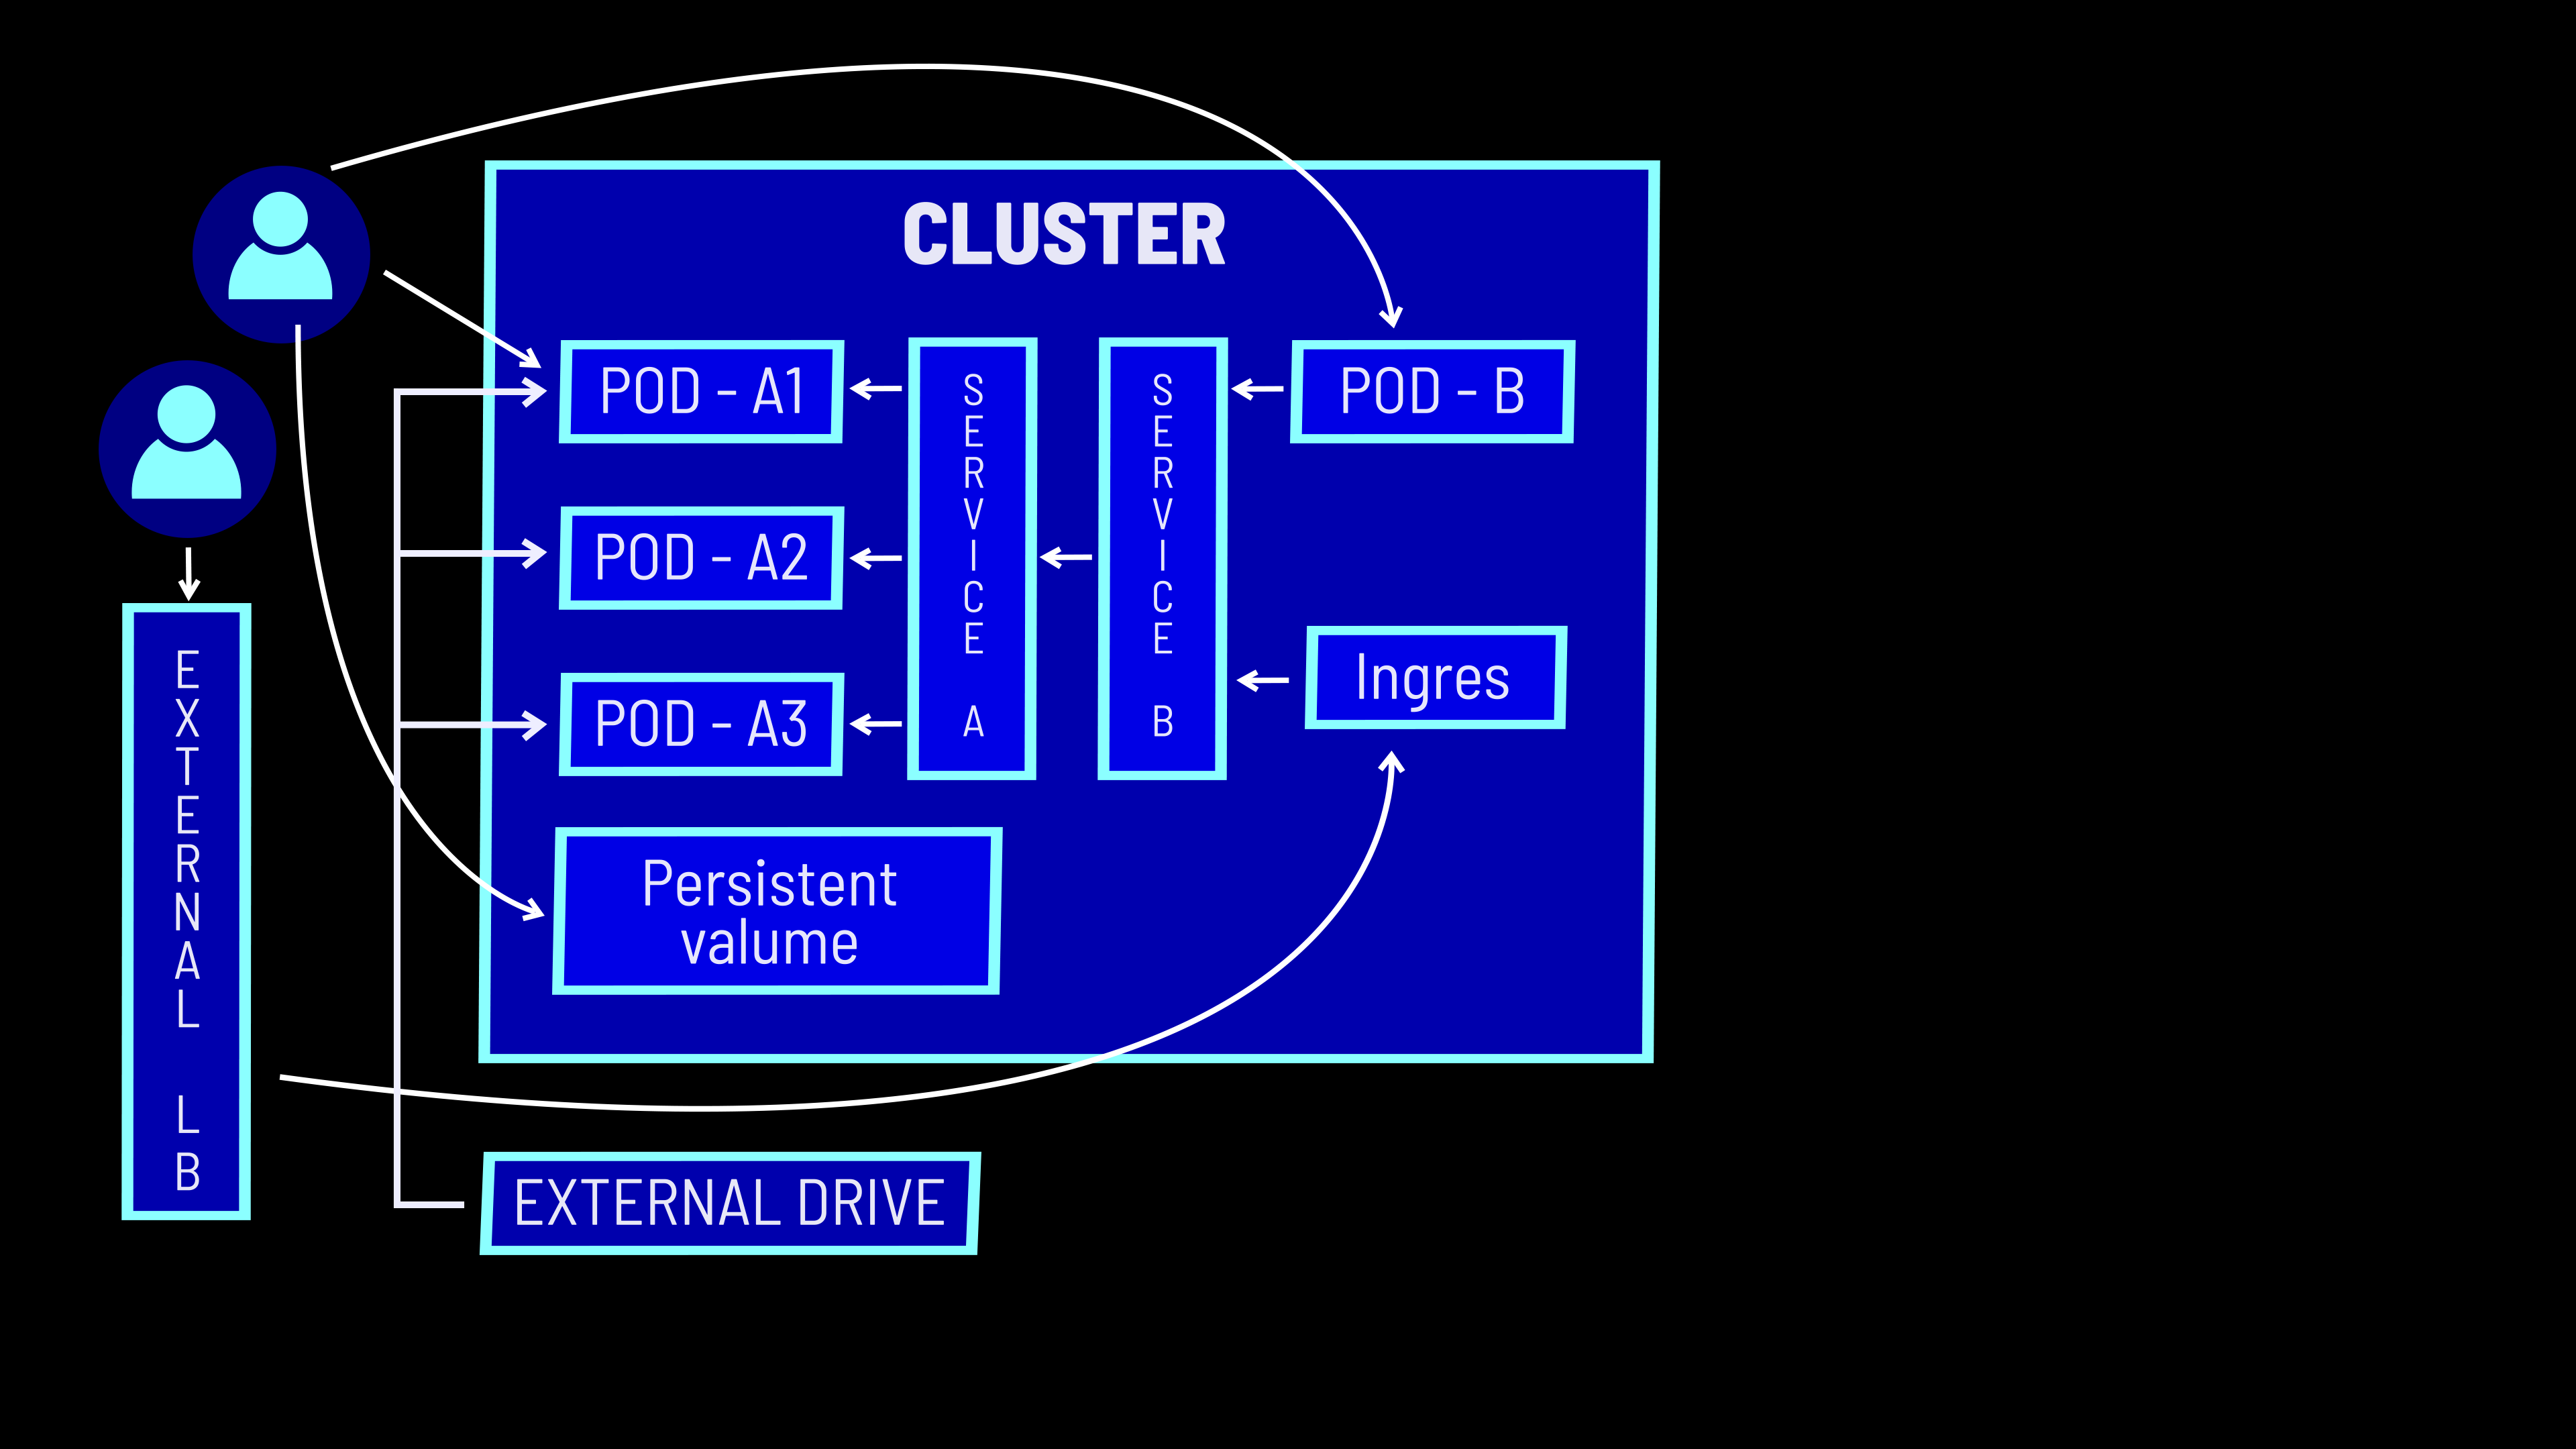 CLUSTER
POD - A1
SERVICE A
SERVICE B
POD - B
POD - A2
POD - A3
Ingres
EXTERNAL LB
Persistent
valume
EXTERNAL DRIVE